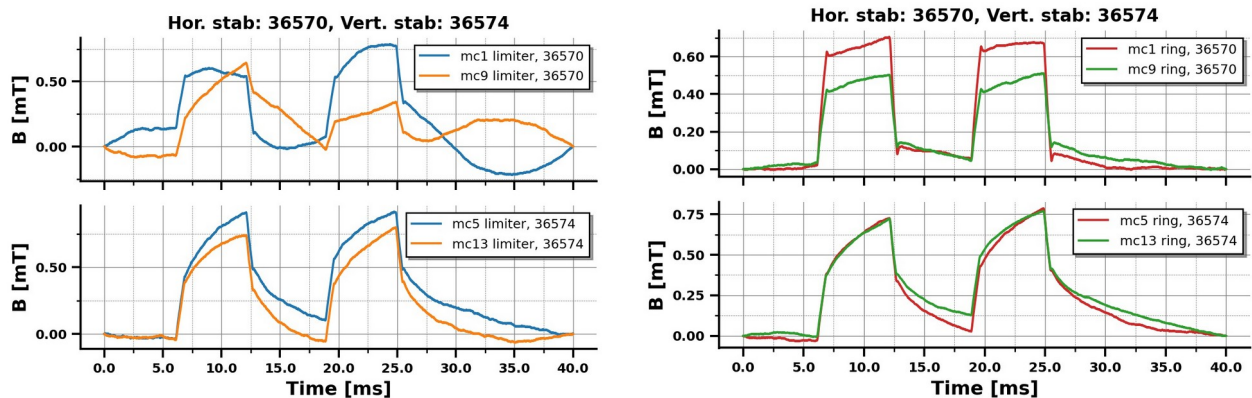 Hor. stab: 36570, Vert. stab: 36574
B [mT]
0.50
0.00
mc1 limiter, 36570
mc9 limiter, 36570
B [mT]
0.50
0.00
mc5 limiter, 36574
mc13 limiter, 36574
0.0 5.0 10.0 15.0 20.0 25.0 30.0 35.0 40.0
Time [ms]
Hor. stab: 36570, Vert. stab: 36574
B [mT]
0.60
0.40
0.20
0.00
mc1 ring, 36570
mc9 ring, 36570
B [mT]
0.75
0.50
0.25
0.00
mc5 ring, 36574
mc13 ring, 36574
0.0 5.0 10.0 15.0 20.0 25.0 30.0 35.0 40.0
Time [ms]